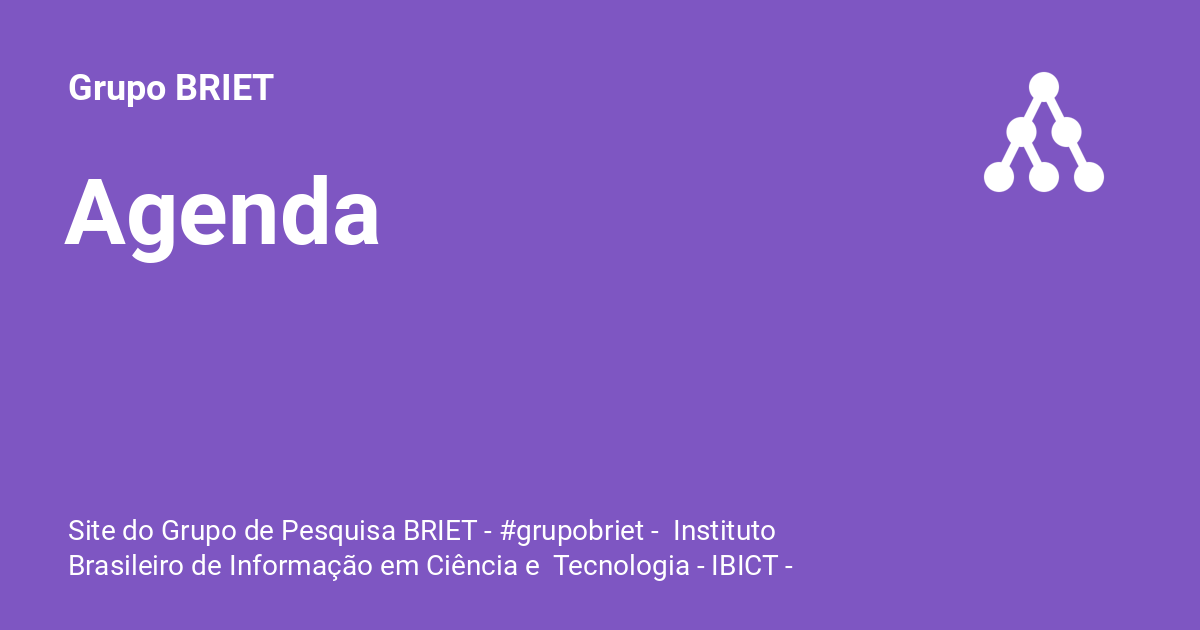 Grupo BRIET
Agenda
Site do Grupo de Pesquisa BRIET - #grupobriet -  Instituto
Brasileiro de Informação em Ciência e  Tecnologia - IBICT -